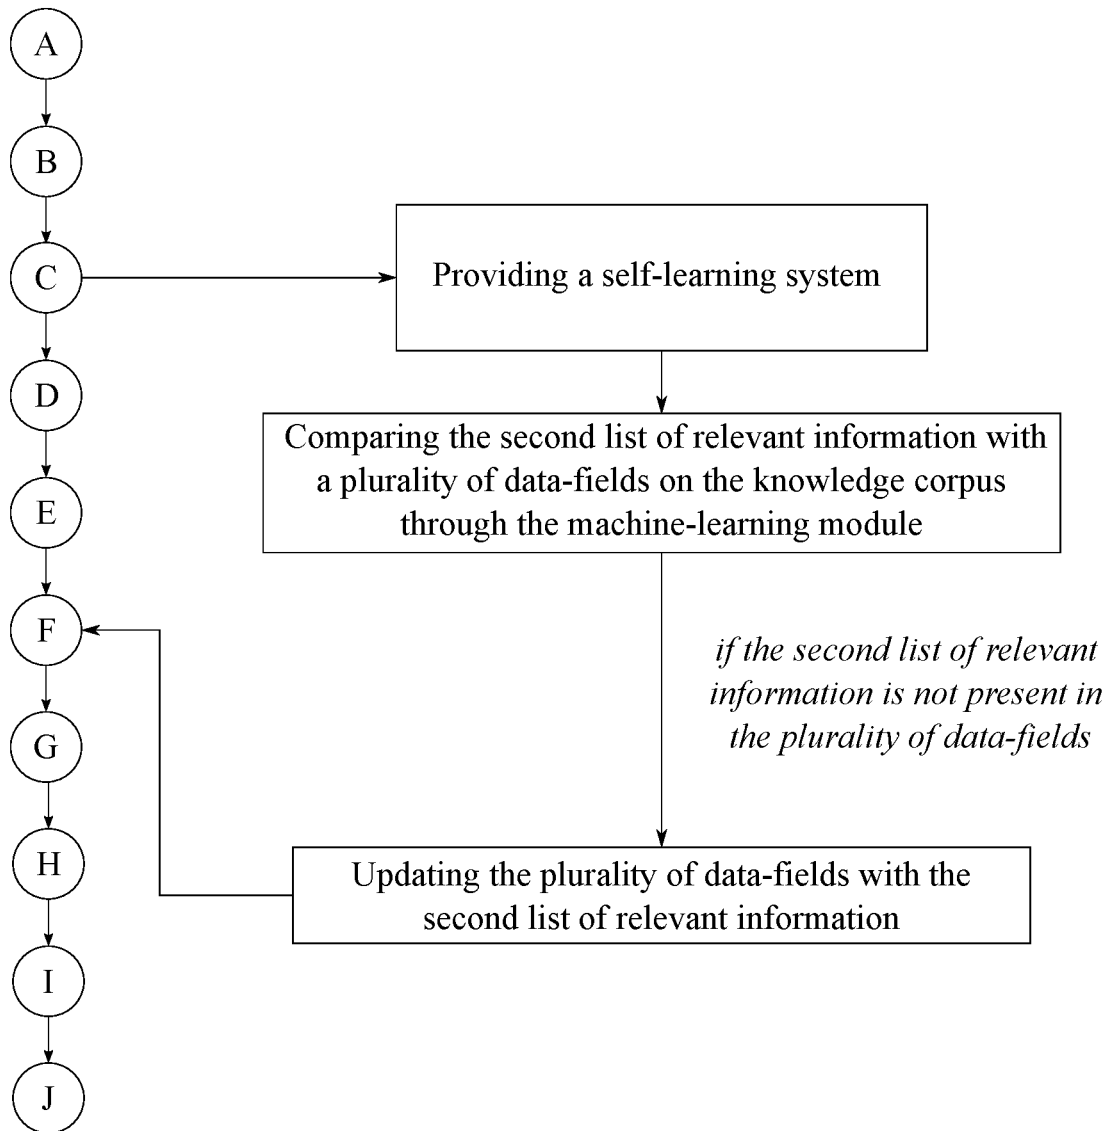 A
B
C
D
E
F
G
H
I
J
Providing a self-learning system
Comparing the second list of relevant information with
a plurality of data-fields on the knowledge corpus
through the machine-learning module
if the second list of relevant
information is not present in
the plurality of data-fields
Updating the plurality of data-fields with the
second list of relevant information